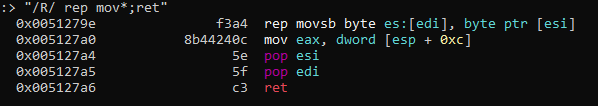 :> "/R/ rep mov*;ret"
0x0051279e f3a4 rep movsb byte es:[edi], byte ptr [esi]
0x005127a0 8b44240c mov eax, dword [esp + 0xc]
0x005127a4 5e pop esi
0x005127a5 5f pop edi
0x005127a6 c3 ret